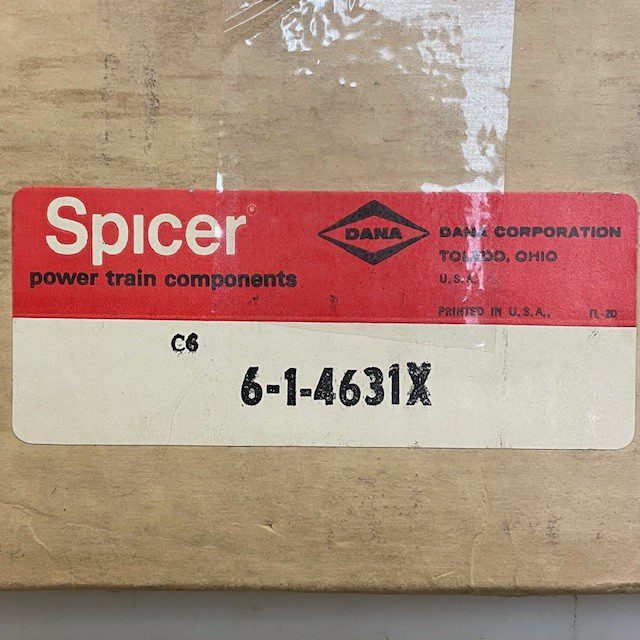 Spicer®
power train components
DANA
DANA CORPORATION
TOLEDO, OHIO
U.S.A.
PRINTED IN U.S.A.,
C6
6-1-4631X